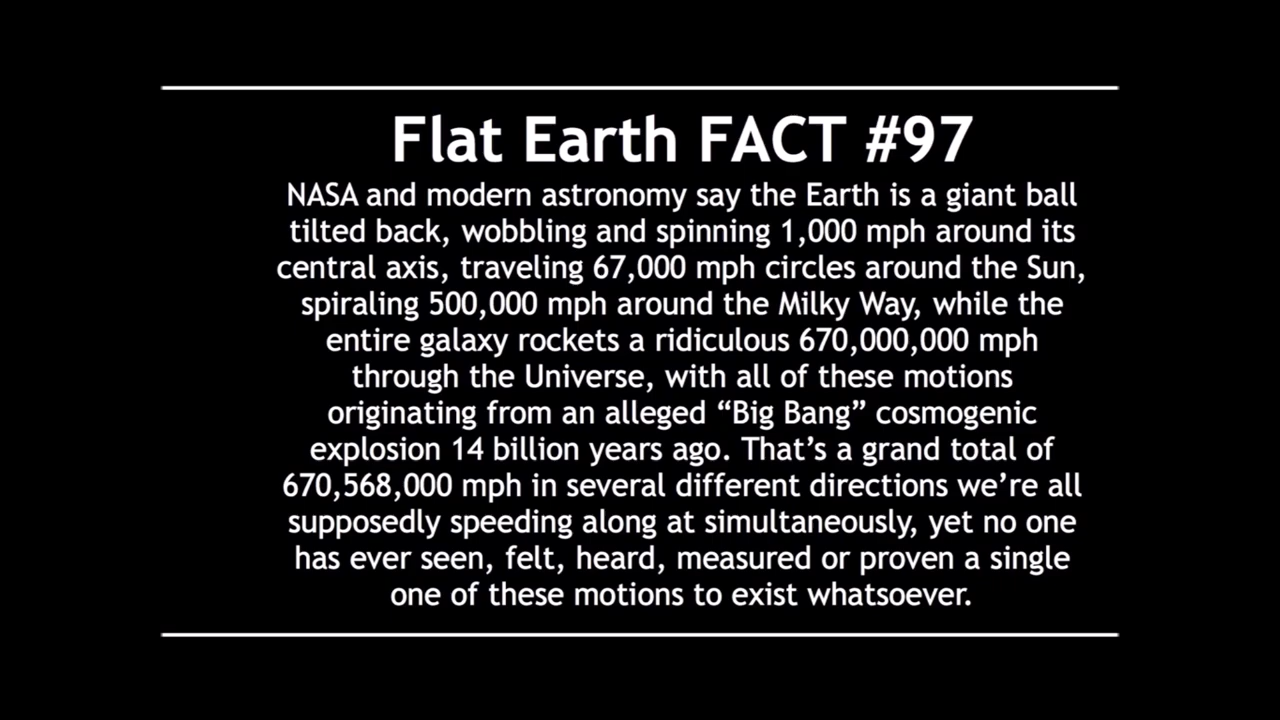 Flat Earth FACT #97
NASA and modern astronomy say the Earth is a giant ball
tilted back, wobbling and spinning 1,000 mph around its
central axis, traveling 67,000 mph circles around the Sun,
spiraling 500,000 mph around the Milky Way, while the
entire galaxy rockets a ridiculous 670,000,000 mph
through the Universe, with all of these motions
originating from an alleged “Big Bang” cosmogenic
explosion 14 billion years ago. That’s a grand total of
670,568,000 mph in several different directions we’re all
supposedly speeding along at simultaneously, yet no one
has ever seen, felt, heard, measured or proven a single
one of these motions to exist whatsoever.